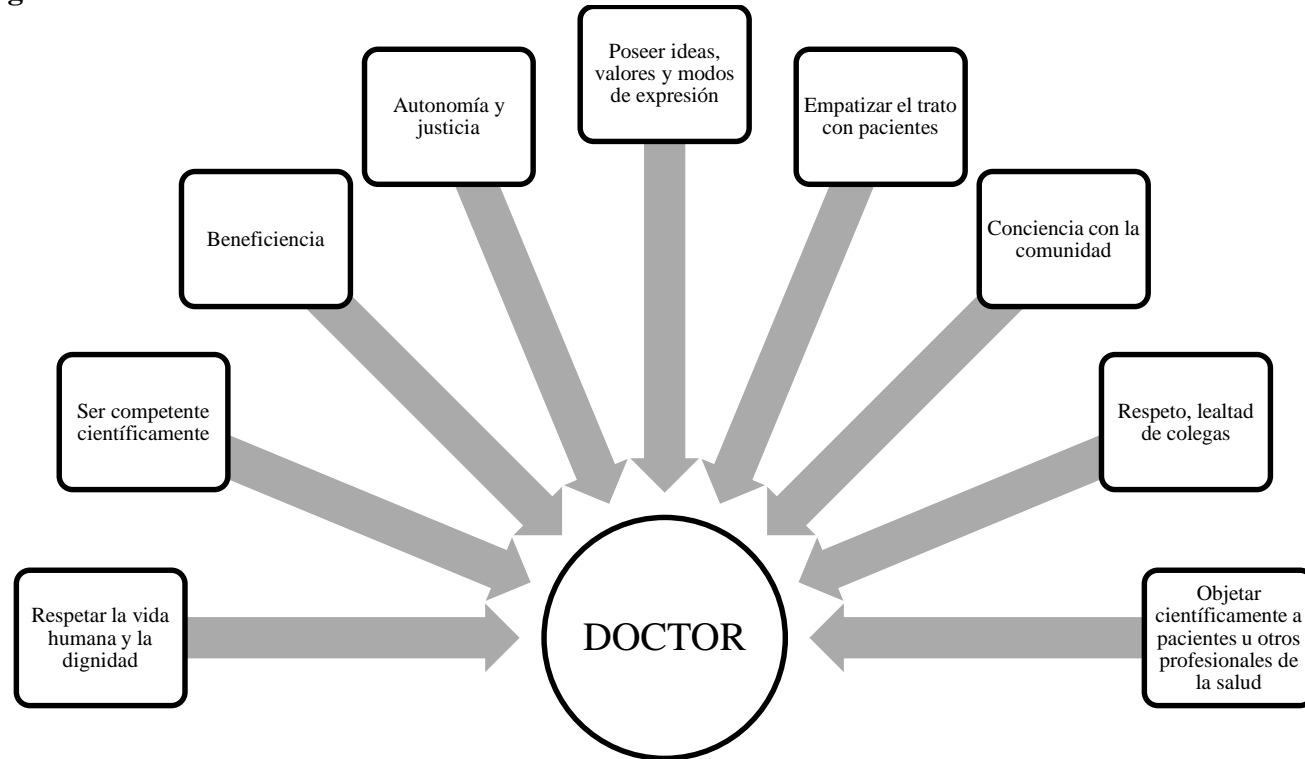 g
Poseer ideas,
valores y modos
de expresión
Autonomía y
justicia
Empatizar el trato
con pacientes
Beneficiencia
Conciencia con la
comunidad
Ser competente
científicamente
Respeto, lealtad
de colegas
Respetar la vida
humana y la
dignidad
DOCTOR
Objetar
científicamente a
pacientes u otros
profesionales de
la salud